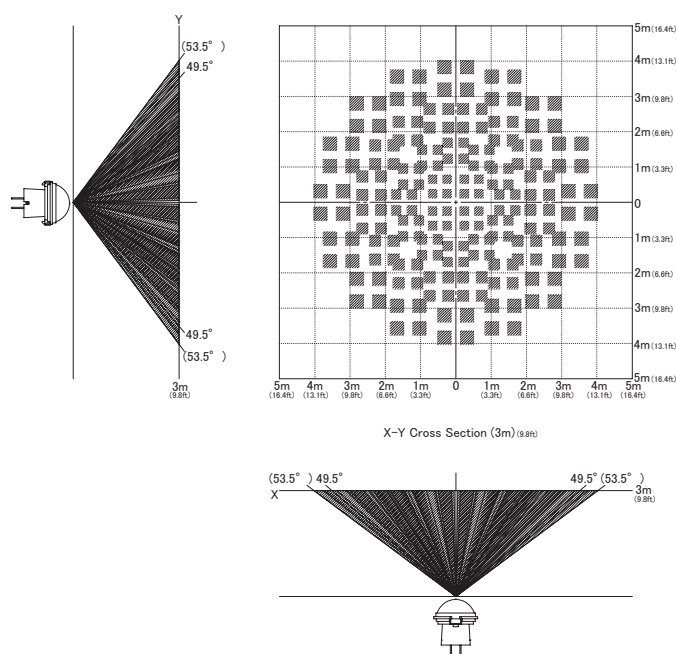 Y
(53.5° )
49.5°
49.5°
(53.5° )
3m
(9.8ft)
5m(16.4ft)
4m(13.1ft)
3m(9.8ft)
2m(6.6ft)
1m(3.3ft)
0
1m(3.3ft)
2m(6.6ft)
3m(9.8ft)
4m(13.1ft)
5m(16.4ft)
5m 4m 3m 2m 1m 0 1m 2m 3m 4m 5m
(16.4ft) (13.1ft) (9.8ft) (6.6ft) (3.3ft) (3.3ft) (6.6ft) (9.8ft) (13.1ft) (16.4ft)
X-Y Cross Section (3m)(9.8ft)
(53.5° ) 49.5° 49.5° (53.5° )
X
3m
(9.8ft)